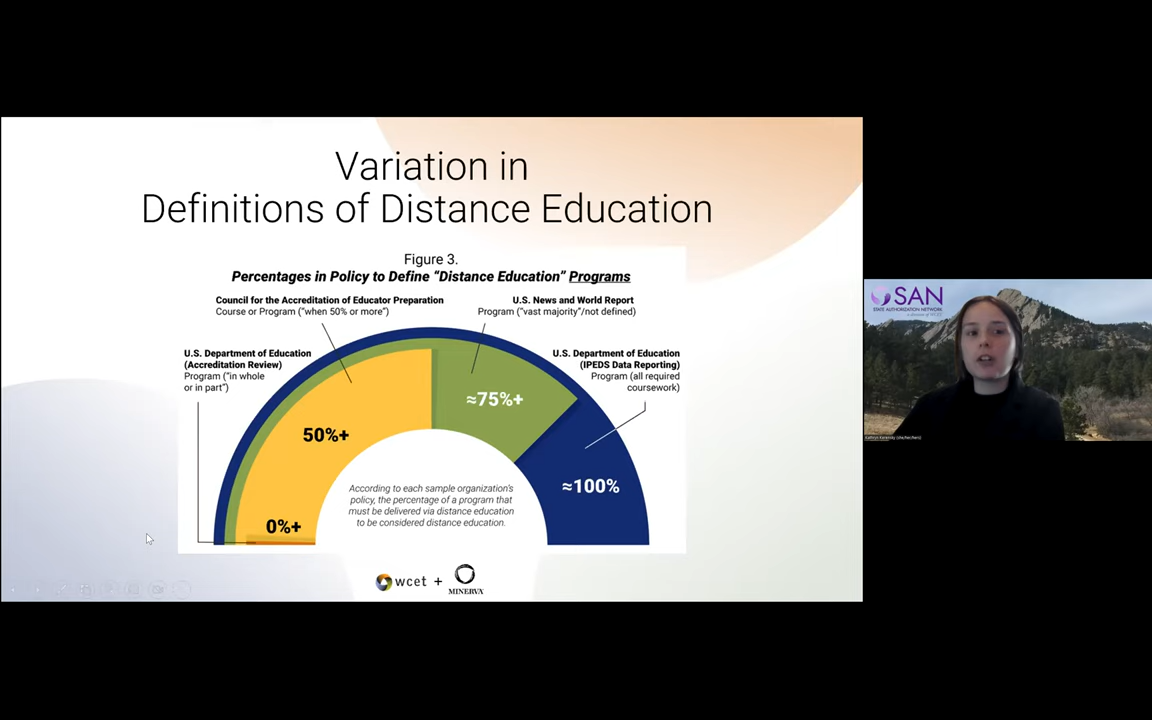 Variation in
Definitions of Distance Education
Figure 3.
Percentages in Policy to Define “Distance Education” Programs
Council for the Accreditation of Educator Preparation
Course or Program (“when 50% or more”)
U.S. News and World Report
Program (“vast majority”/not defined)
U.S. Department of Education
(Accreditation Review)
Program (“in whole
or in part”)
U.S. Department of Education
(IPEDS Data Reporting)
Program (all required
coursework)
≈75%+
50%+
≈100%
0%+
According to each sample organization’s
policy, the percentage of a program that
must be delivered via distance education
to be considered distance education.
wcet + MINERVA
SAN
STATE AUTHORIZATION NETWORK